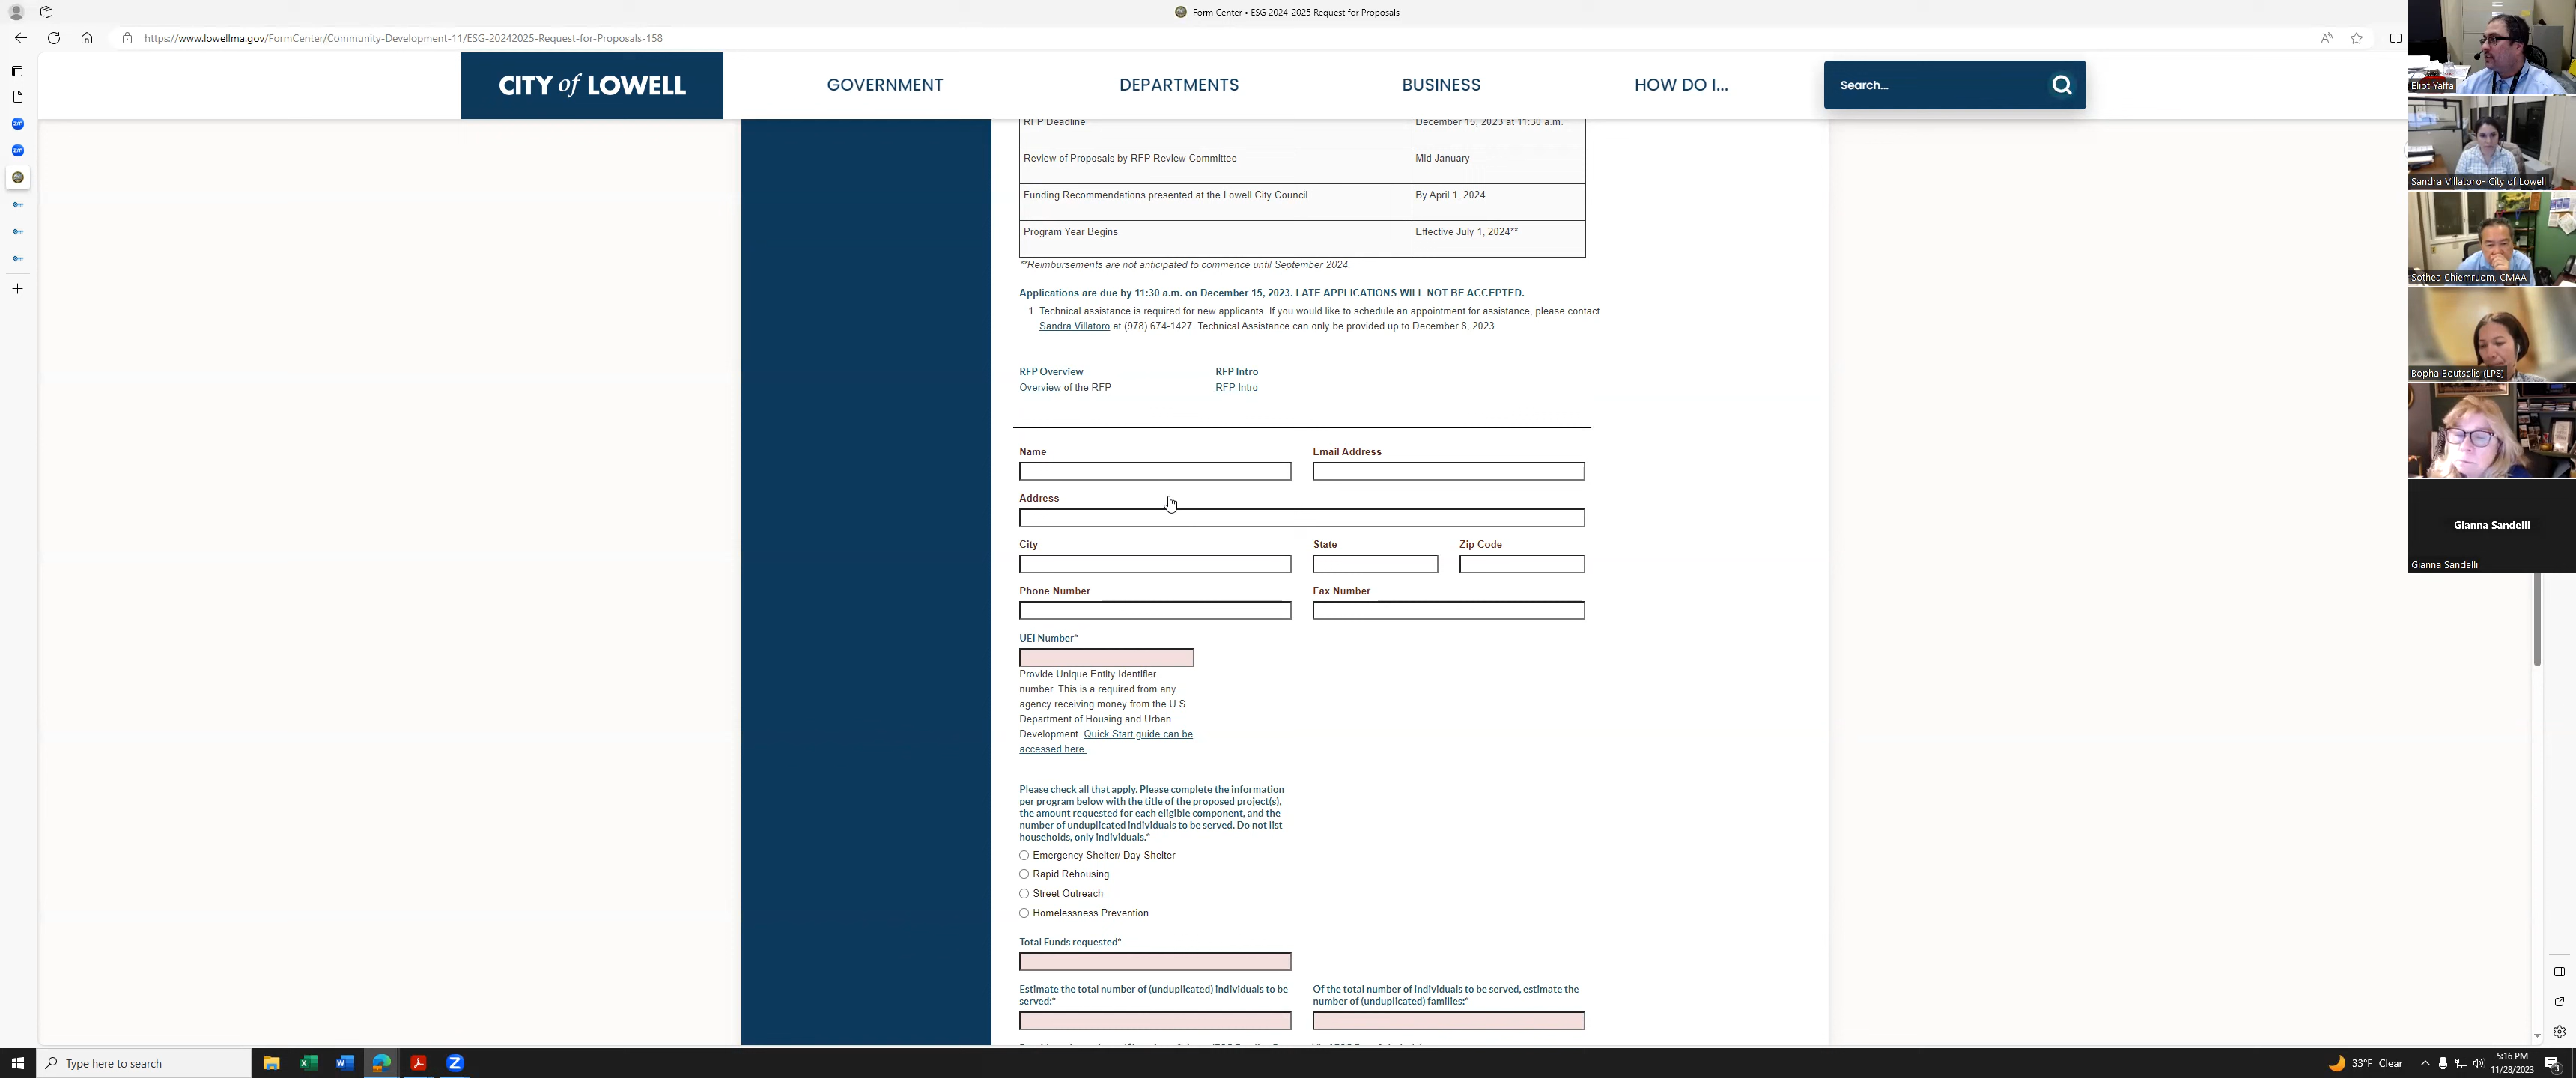 Form Center • ESG 2024-2025 Request for Proposals
https://www.lowellma.gov/FormCenter/Community-Development-11/ESG-20242025-Request-for-Proposals-158
CITY of LOWELL
GOVERNMENT
DEPARTMENTS
BUSINESS
HOW DO I...
Search...
RFP Deadline
December 15, 2023 at 11:30 a.m.
Review of Proposals by RFP Review Committee
Mid January
Funding Recommendations presented at the Lowell City Council
By April 1, 2024
Program Year Begins
Effective July 1, 2024**
**Reimbursements are not anticipated to commence until September 2024.
Applications are due by 11:30 a.m. on December 15, 2023. LATE APPLICATIONS WILL NOT BE ACCEPTED.
1. Technical assistance is required for new applicants. If you would like to schedule an appointment for assistance, please contact
Sandra Villatoro at (978) 674-1427. Technical Assistance can only be provided up to December 8, 2023.
RFP Overview
RFP Intro
Overview of the RFP
RFP Intro
Name
Email Address
Address
City
State
Zip Code
Phone Number
Fax Number
UEI Number*
Provide Unique Entity Identifier
number. This is a required from any
agency receiving money from the U.S.
Department of Housing and Urban
Development. Quick Start guide can be
accessed here.
Please check all that apply. Please complete the information
per program below with the title of the proposed project(s),
the amount requested for each eligible component, and the
number of unduplicated individuals to be served. Do not list
households, only individuals.*
Emergency Shelter/ Day Shelter
Rapid Rehousing
Street Outreach
Homelessness Prevention
Total Funds requested*
Estimate the total number of (unduplicated) individuals to be
served:*
Of the total number of individuals to be served, estimate the
number of (unduplicated) families:*
Eliot Yaffa
Sandra Villatoro- City of Lowell
Sothea Chiemruom, CMAA
Bopha Boutselis (LPS)
Gianna Sandelli
Gianna Sandelli
Type here to search
33°F Clear
5:16 PM
11/28/2023
3